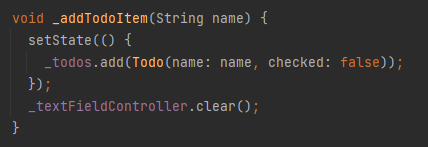 void _addTodoItem(String name) {
  setState(() {
    _todos.add(Todo(name: name, checked: false));
  });
  _textFieldController.clear();
}